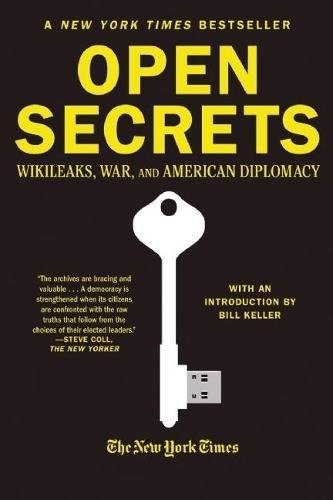 A NEW YORK TIMES BESTSELLER
OPEN
SECRETS
WIKILEAKS, WAR, AND AMERICAN DIPLOMACY
"The archives are bracing and
valuable . . . A democracy is
strengthened when its citizens
are confronted with the raw
truths that follow from the
choices of their elected leaders."
—STEVE COLL,
THE NEW YORKER
WITH AN
INTRODUCTION BY
BILL KELLER
The New York Times